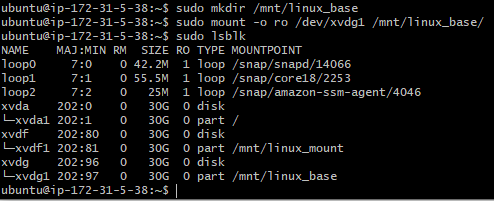 ubuntu@ip-172-31-5-38:~$ sudo mkdir /mnt/linux_base
ubuntu@ip-172-31-5-38:~$ sudo mount -o ro /dev/xvdg1 /mnt/linux_base/
ubuntu@ip-172-31-5-38:~$ sudo lsblk
NAME    MAJ:MIN RM  SIZE RO TYPE MOUNTPOINT
loop0     7:0    0 42.2M  1 loop /snap/snapd/14066
loop1     7:1    0 55.5M  1 loop /snap/core18/2253
loop2     7:2    0   25M  1 loop /snap/amazon-ssm-agent/4046
xvda    202:0    0   30G  0 disk
└─xvda1 202:1    0   30G  0 part /
xvdf    202:80   0   30G  0 disk
└─xvdf1 202:81   0   30G  0 part /mnt/linux_mount
xvdg    202:96   0   30G  0 disk
└─xvdg1 202:97   0   30G  0 part /mnt/linux_base
ubuntu@ip-172-31-5-38:~$